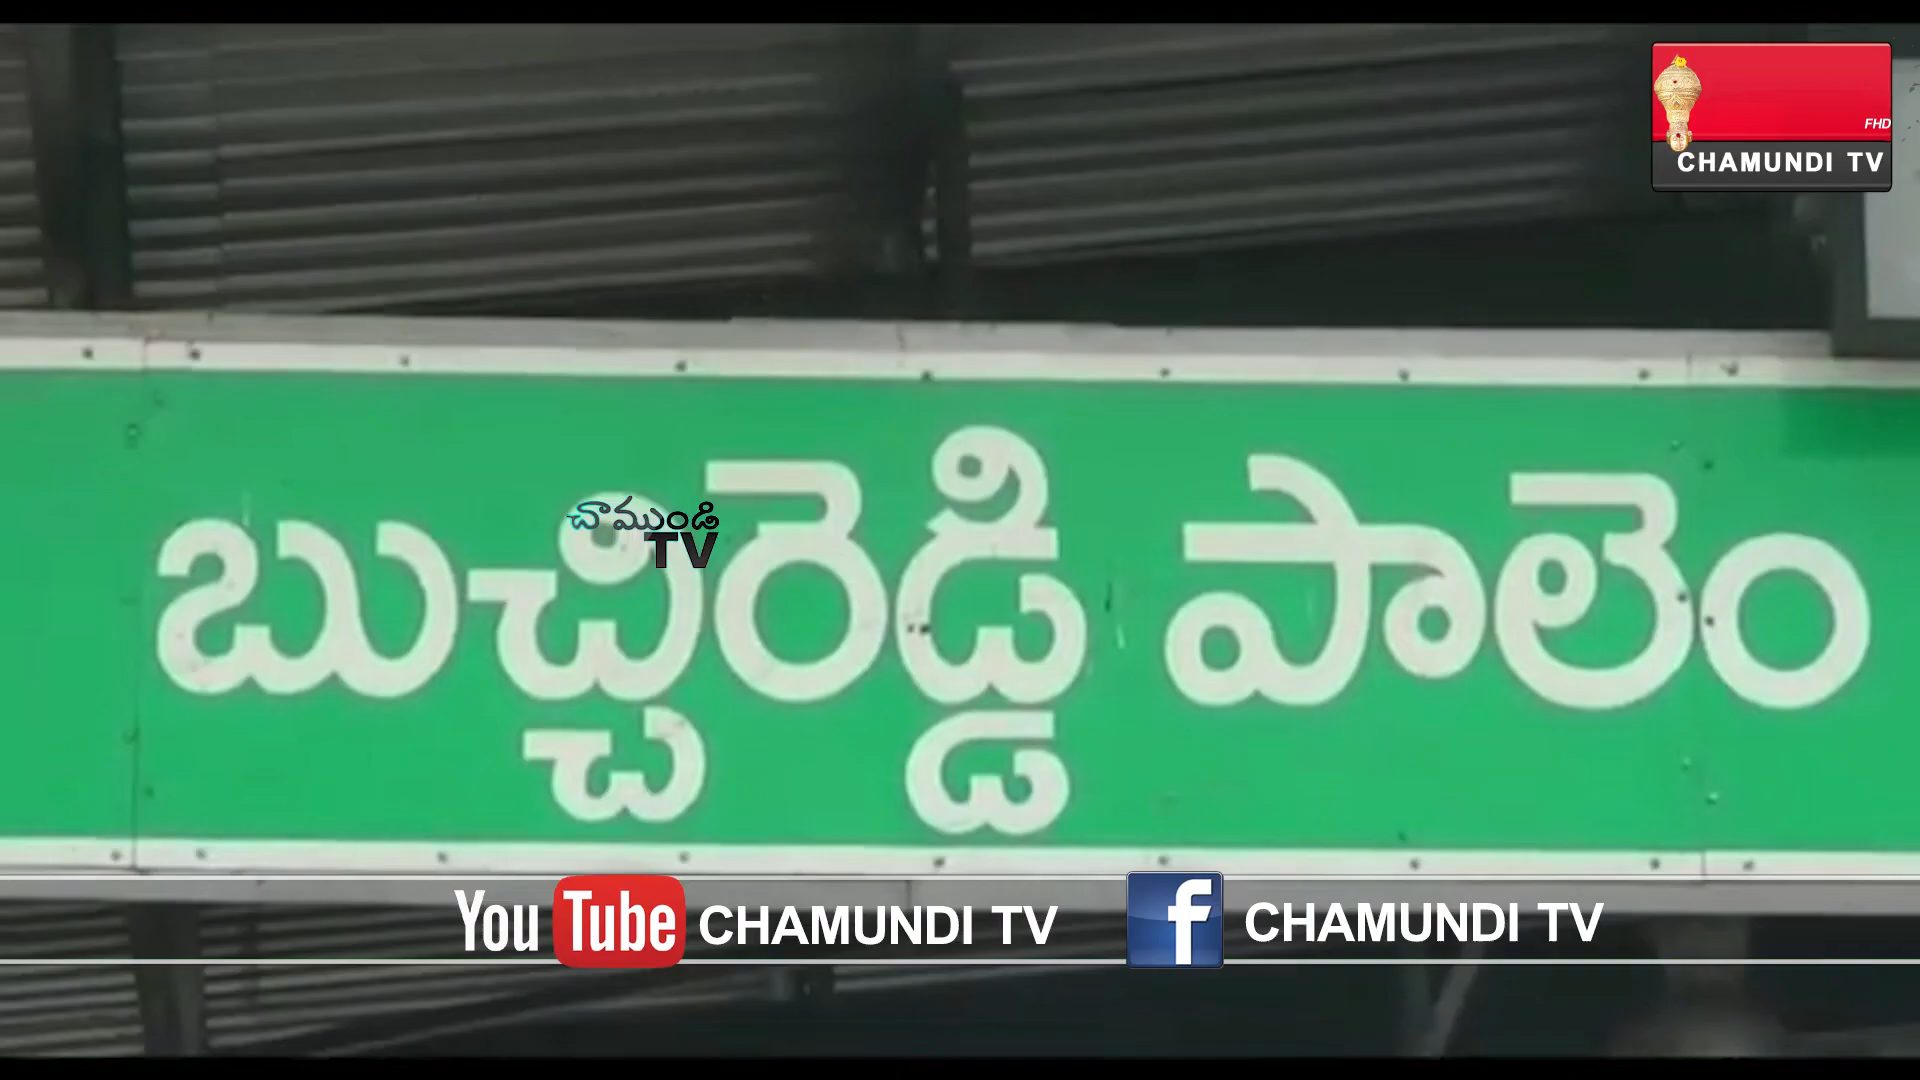 FHD
CHAMUNDI TV
చాముండి
TV
బుచ్చిరెడ్డి పాలెం
You Tube CHAMUNDI TV
f CHAMUNDI TV